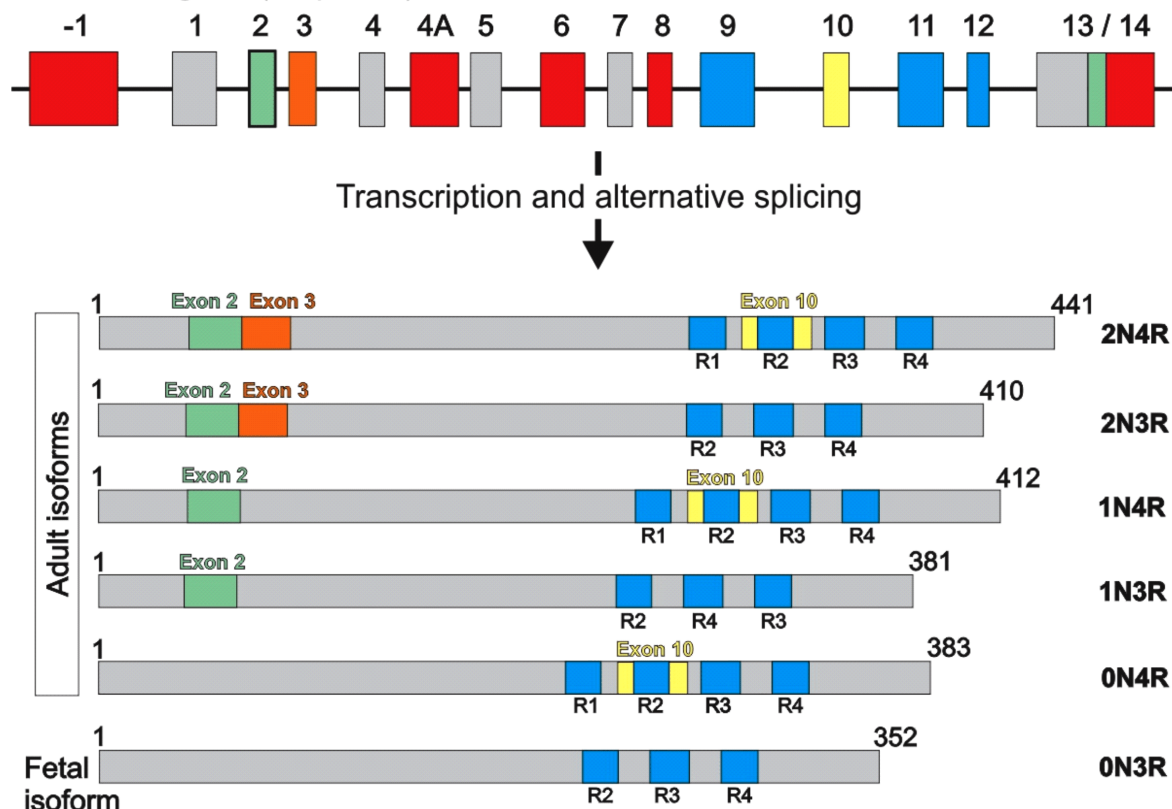 -1 1 2 3 4 4A 5 6 7 8 9 10 11 12 13 / 14
Transcription and alternative splicing
Adult isoforms
1 Exon 2 Exon 3 Exon 10 441
R1 R2 R3 R4
2N4R
1 Exon 2 Exon 3 410
R2 R3 R4
2N3R
1 Exon 2 Exon 10 412
R1 R2 R3 R4
1N4R
1 Exon 2 381
R2 R4 R3
1N3R
1 Exon 10 383
R1 R2 R3 R4
0N4R
1 352
R2 R3 R4
0N3R
Fetal
isoform